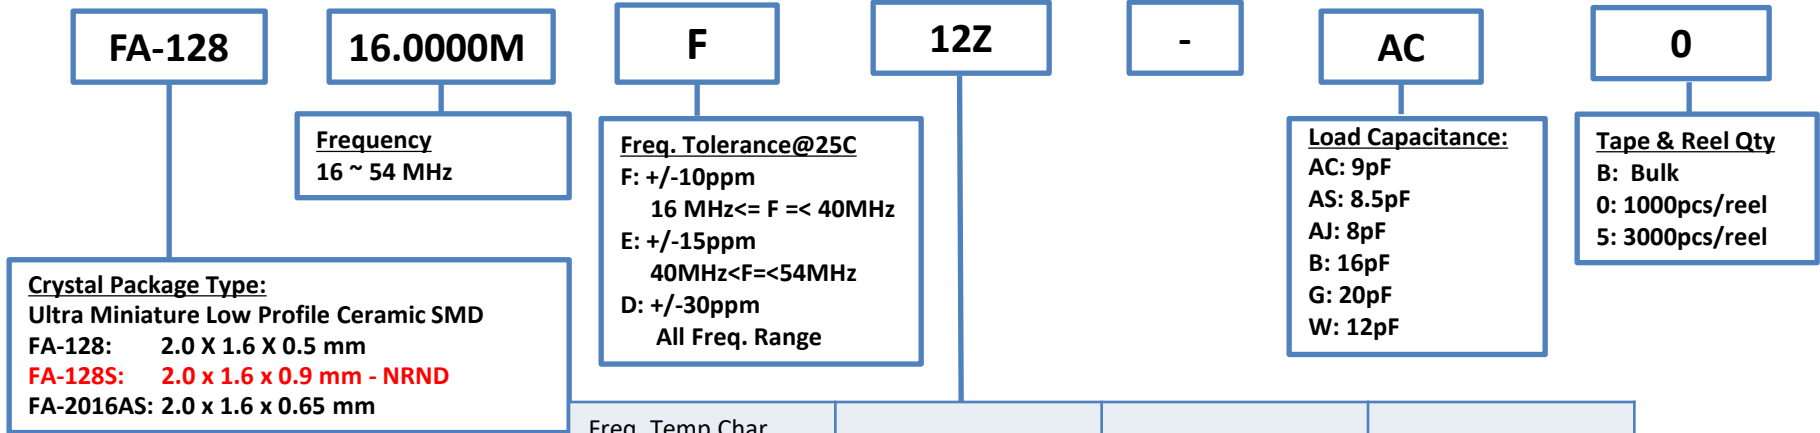 FA-128 16.0000M F 12Z - AC 0
Frequency
16 ~ 54 MHz
Freq. Tolerance@25C
F: +/-10ppm
16 MHz<= F =< 40MHz
E: +/-15ppm
40MHz<F=<54MHz
D: +/-30ppm
All Freq. Range
Load Capacitance:
AC: 9pF
AS: 8.5pF
AJ: 8pF
B: 16pF
G: 20pF
W: 12pF
Tape & Reel Qty
B: Bulk
0: 1000pcs/reel
5: 3000pcs/reel
Crystal Package Type:
Ultra Miniature Low Profile Ceramic SMD
FA-128: 2.0 X 1.6 X 0.5 mm
FA-128S: 2.0 x 1.6 x 0.9 mm - NRND
FA-2016AS: 2.0 x 1.6 x 0.65 mm
Freq. Temp Char